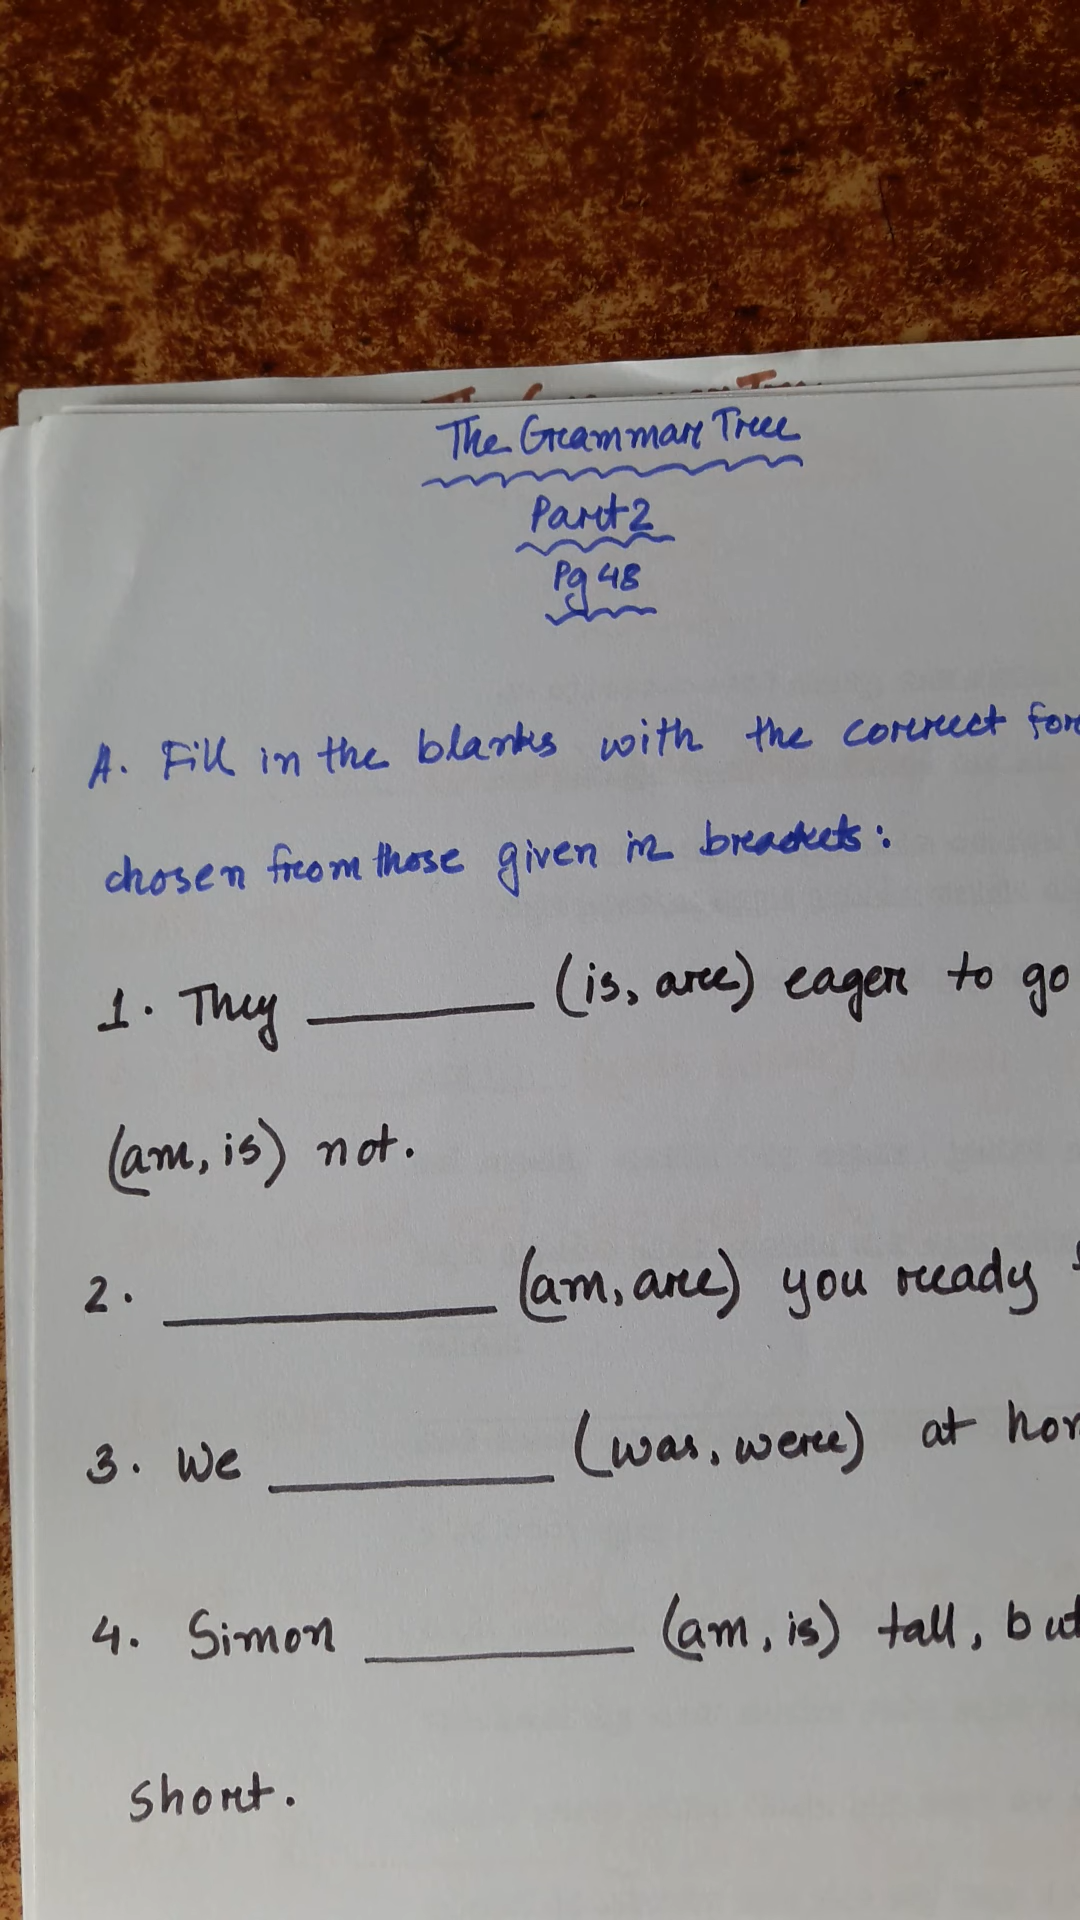 The Grammar Tree
Part 2
Pg 48
A. Fill in the blanks with the correct
chosen from those given in brackets:
1. They ________ (is, are) eager to go
(am, is) not.
2. ________ (am, are) you ready
3. We ________ (was, were) at
4. Simon ________ (am, is) tall, but
short.